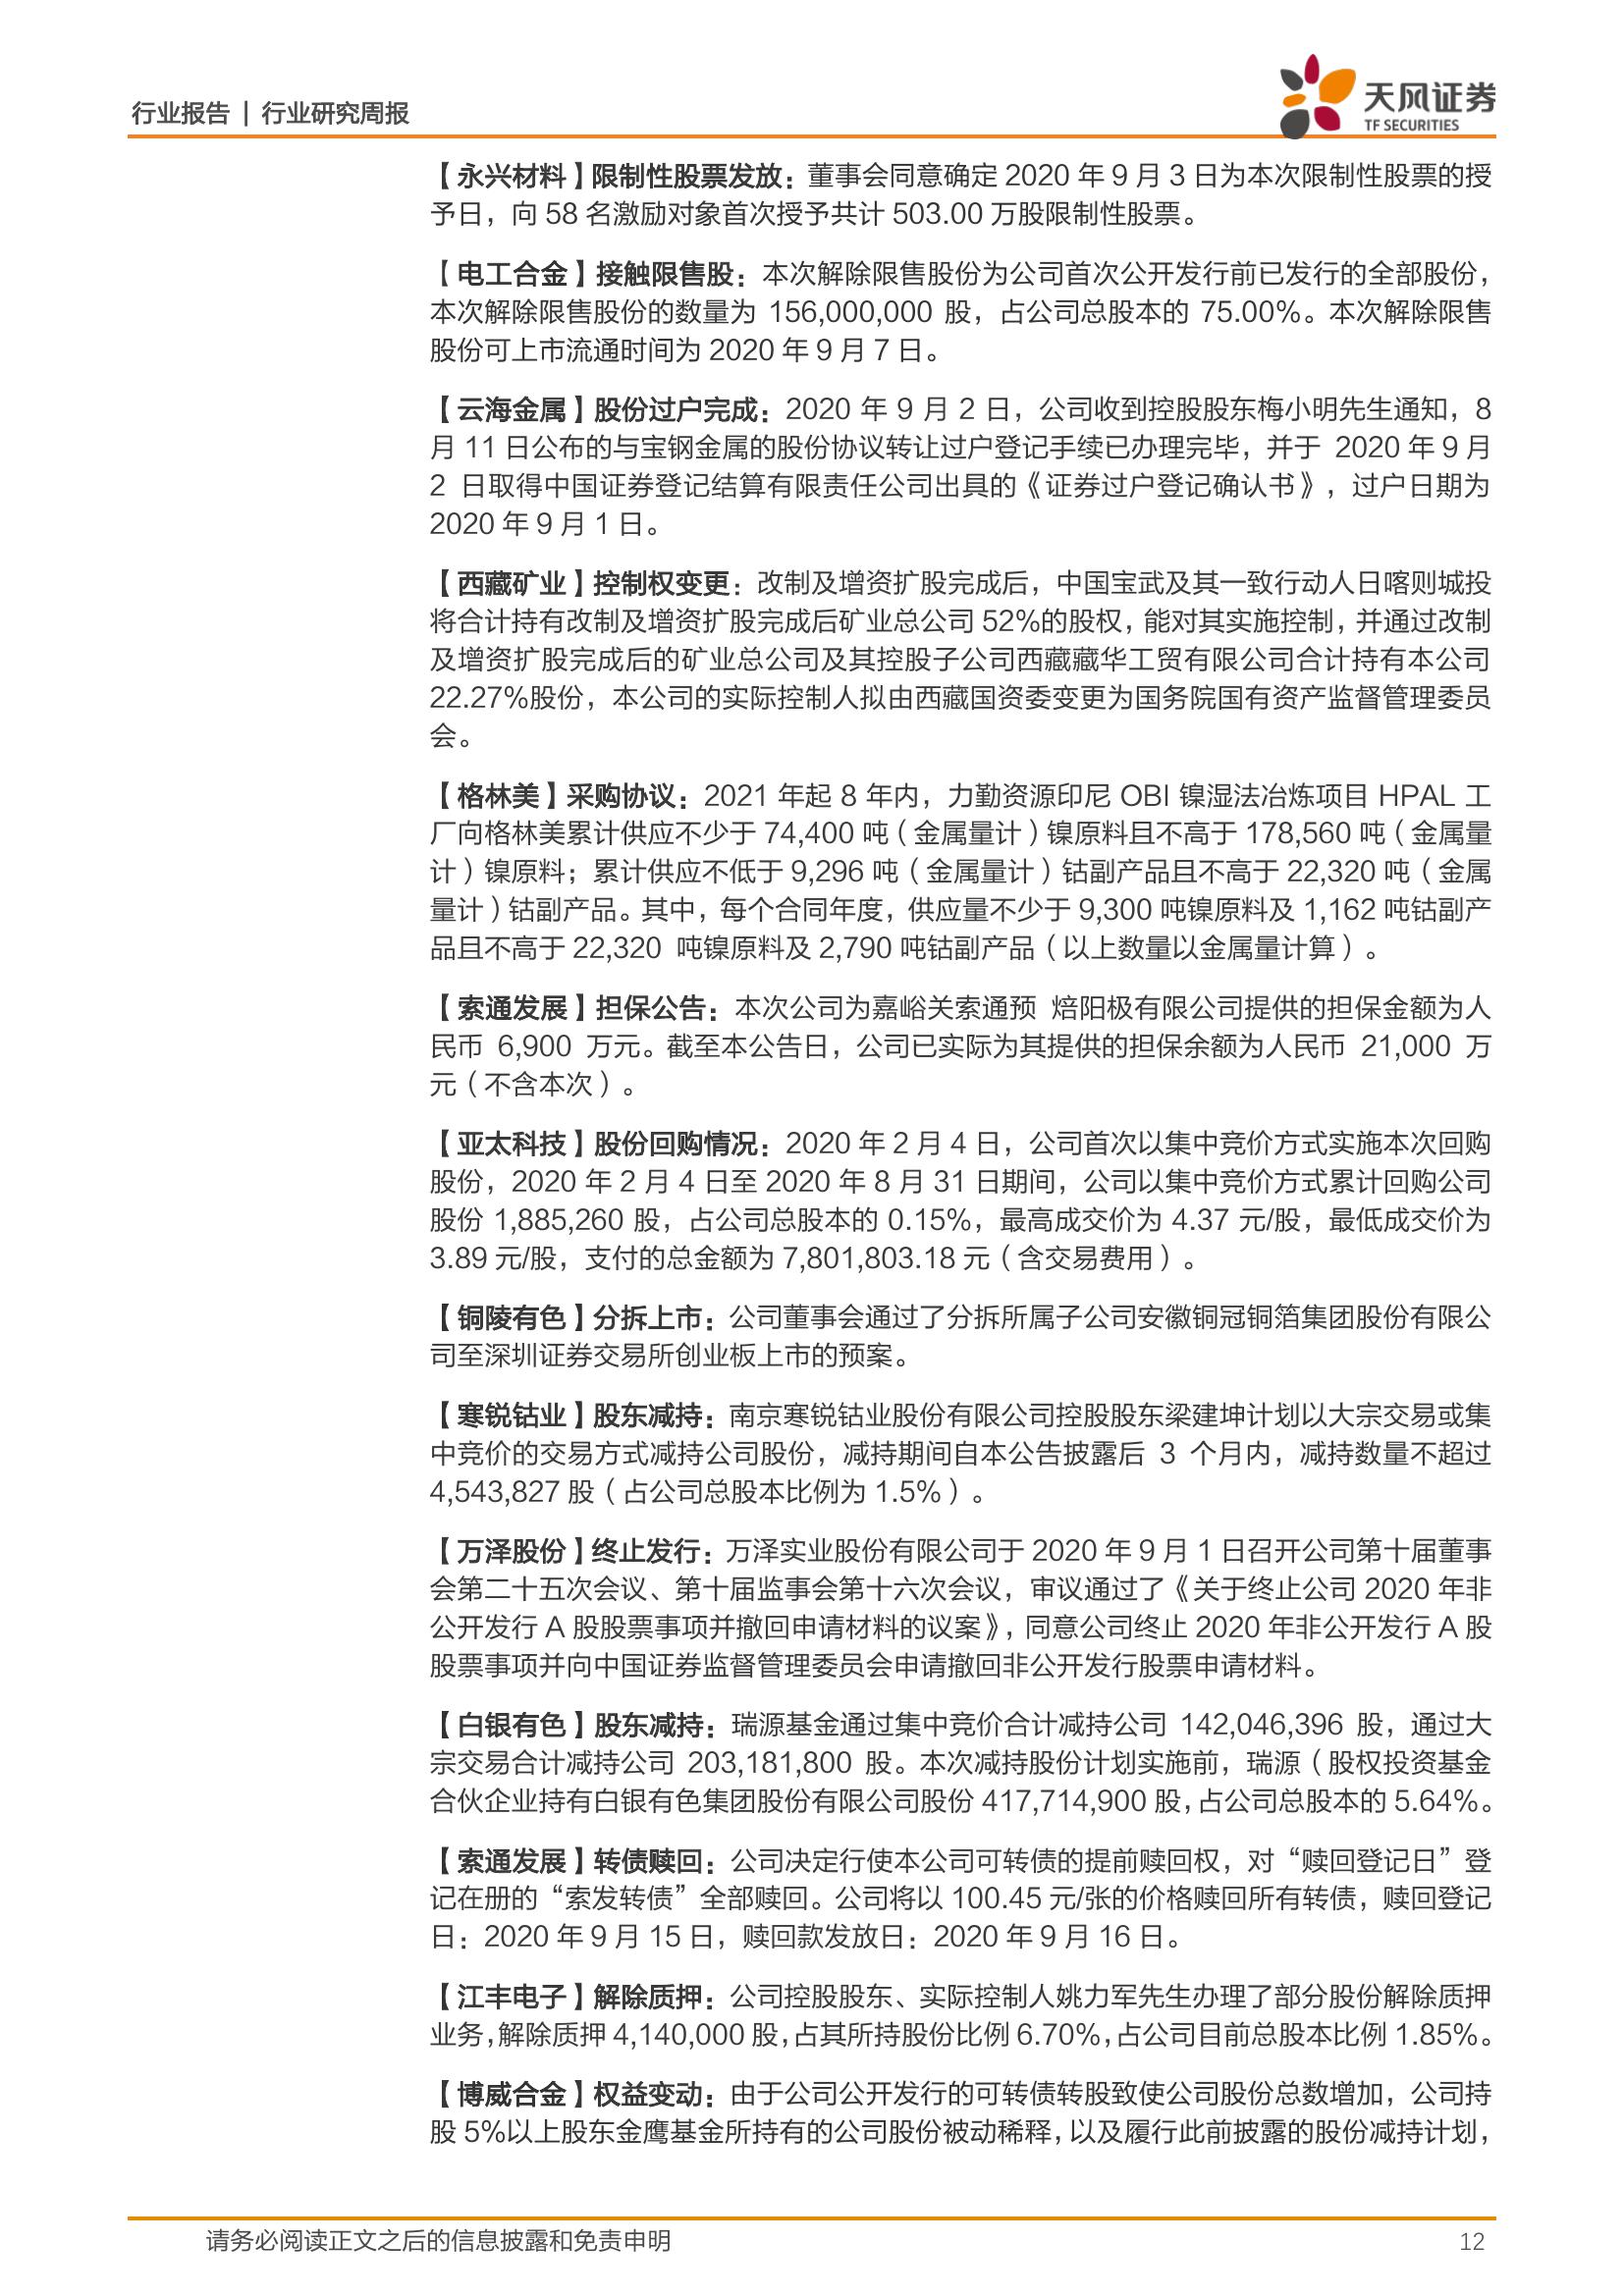 行业报告 | 行业研究周报
天风证券
TF SECURITIES
【永兴材料】限制性股票发放：董事会同意确定 2020 年 9 月 3 日为本次限制性股票的授
予日，向 58 名激励对象首次授予共计 503.00 万股限制性股票。
【电工合金】接触限售股：本次解除限售股份为公司首次公开发行前已发行的全部股份，
本次解除限售股份的数量为 156,000,000 股，占公司总股本的 75.00%。本次解除限售
股份可上市流通时间为 2020 年 9 月 7 日。
【云海金属】股份过户完成：2020 年 9 月 2 日，公司收到控股股东梅小明先生通知，8
月 11 日公布的与宝钢金属的股份协议转让过户登记手续已办理完毕，并于 2020 年 9 月
2 日取得中国证券登记结算有限责任公司出具的《证券过户登记确认书》，过户日期为
2020 年 9 月 1 日。
【西藏矿业】控制权变更：改制及增资扩股完成后，中国宝武及其一致行动人日喀则城投
将合计持有改制及增资扩股完成后矿业总公司 52%的股权，能对其实施控制，并通过改制
及增资扩股完成后的矿业总公司及其控股子公司西藏藏华工贸有限公司合计持有本公司
22.27%股份，本公司的实际控制人拟由西藏国资委变更为国务院国有资产监督管理委员
会。
【格林美】采购协议：2021 年起 8 年内，力勤资源印尼 OBI 镍湿法冶炼项目 HPAL 工
厂向格林美累计供应不少于 74,400 吨（金属量计）镍原料且不高于 178,560 吨（金属量
计）镍原料；累计供应不低于 9,296 吨（金属量计）钴副产品且不高于 22,320 吨（金属
量计）钴副产品。其中，每个合同年度，供应量不少于 9,300 吨镍原料及 1,162 吨钴副产
品且不高于 22,320 吨镍原料及 2,790 吨钴副产品（以上数量以金属量计算）。
【索通发展】担保公告：本次公司为嘉峪关索通预 焙阳极有限公司提供的担保金额为人
民币 6,900 万元。截至本公告日，公司已实际为其提供的担保余额为人民币 21,000 万
元（不含本次）。
【亚太科技】股份回购情况：2020 年 2 月 4 日，公司首次以集中竞价方式实施本次回购
股份，2020 年 2 月 4 日至 2020 年 8 月 31 日期间，公司以集中竞价方式累计回购公司
股份 1,885,260 股，占公司总股本的 0.15%，最高成交价为 4.37 元/股，最低成交价为
3.89 元/股，支付的总金额为 7,801,803.18 元（含交易费用）。
【铜陵有色】分拆上市：公司董事会通过了分拆所属子公司安徽铜冠铜箔集团股份有限公
司至深圳证券交易所创业板上市的预案。
【寒锐钴业】股东减持：南京寒锐钴业股份有限公司控股股东梁建坤计划以大宗交易或集
中竞价的交易方式减持公司股份，减持期间自本公告披露后 3 个月内，减持数量不超过
4,543,827 股（占公司总股本比例为 1.5%）。
【万泽股份】终止发行：万泽实业股份有限公司于 2020 年 9 月 1 日召开公司第十届董事
会第二十五次会议、第十届监事会第十六次会议，审议通过了《关于终止公司 2020 年非
公开发行 A 股股票事项并撤回申请材料的议案》，同意公司终止 2020 年非公开发行 A 股
股票事项并向中国证券监督管理委员会申请撤回非公开发行股票申请材料。
【白银有色】股东减持：瑞源基金通过集中竞价合计减持公司 142,046,396 股，通过大
宗交易合计减持公司 203,181,800 股。本次减持股份计划实施前，瑞源（股权投资基金
合伙企业持有白银有色集团股份有限公司股份 417,714,900 股，占公司总股本的 5.64%。
【索通发展】转债赎回：公司决定行使本公司可转债的提前赎回权，对“赎回登记日”登
记在册的“索发转债”全部赎回。公司将以 100.45 元/张的价格赎回所有转债，赎回登记
日：2020 年 9 月 15 日，赎回款发放日：2020 年 9 月 16 日。
【江丰电子】解除质押：公司控股股东、实际控制人姚力军先生办理了部分股份解除质押
业务，解除质押 4,140,000 股，占其所持股份比例 6.70%，占公司目前总股本比例 1.85%。
【博威合金】权益变动：由于公司公开发行的可转债转股致使公司股份总数增加，公司持
股 5%以上股东金鹰基金所持有的公司股份被动稀释，以及履行此前披露的股份减持计划，
请务必阅读正文之后的信息披露和免责申明
12